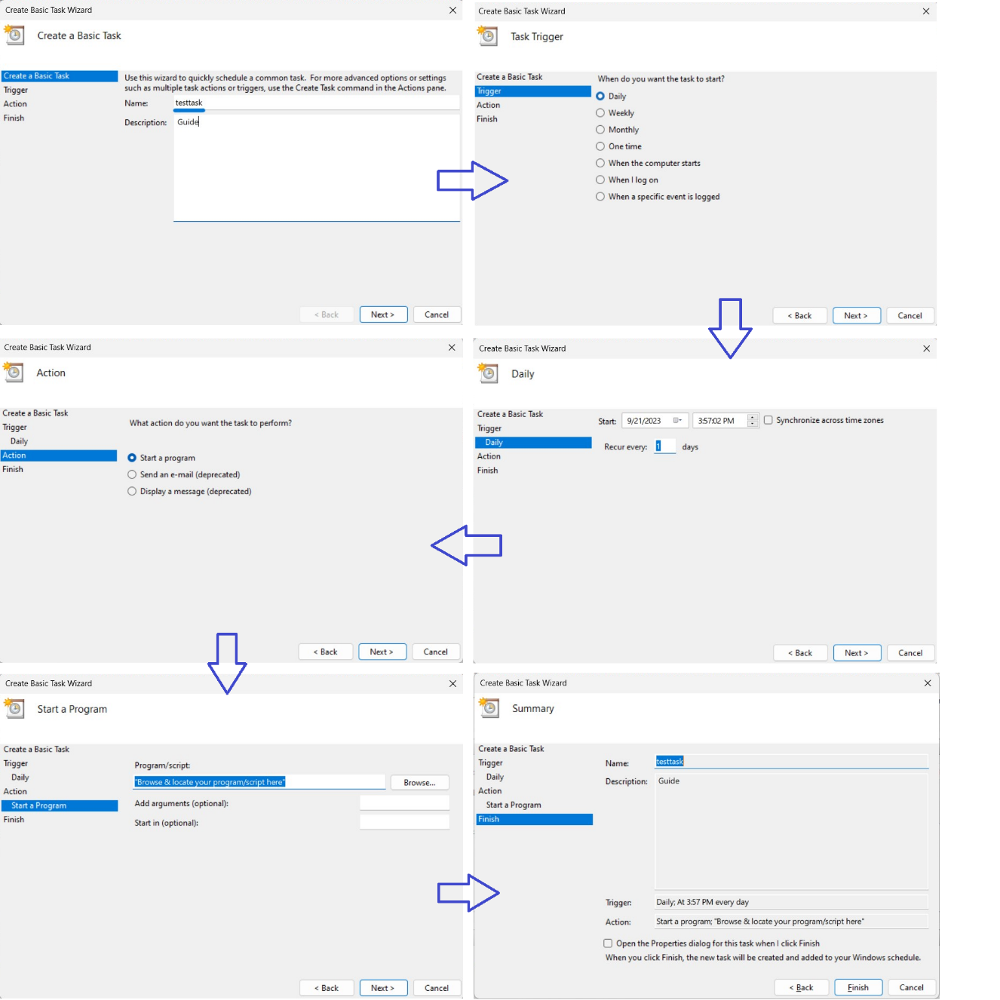 Create Basic Task Wizard
Create a Basic Task
Create a Basic Task
Trigger
Action
Finish
Use this wizard to quickly schedule a common task. For more advanced options or settings
such as multiple task actions or triggers, use the Create Task command in the Actions pane.
Name: testtask
Description: Guide
< Back Next > Cancel
Create Basic Task Wizard
Task Trigger
Create a Basic Task
Trigger
Action
Finish
When do you want the task to start?
Daily
Weekly
Monthly
One time
When the computer starts
When I log on
When a specific event is logged
< Back Next > Cancel
Create Basic Task Wizard
Daily
Create a Basic Task
Trigger
Daily
Action
Finish
Start: 9/21/2023 3:57:02 PM Synchronize across time zones
Recur every: 1 days
< Back Next > Cancel
Create Basic Task Wizard
Action
Create a Basic Task
Trigger
Daily
Action
Finish
What action do you want the task to perform?
Start a program
Send an e-mail (deprecated)
Display a message (deprecated)
< Back Next > Cancel
Create Basic Task Wizard
Start a Program
Create a Basic Task
Trigger
Daily
Action
Start a Program
Finish
Program/script:
"Browse & locate your program/script here" Browse...
Add arguments (optional):
Start in (optional):
< Back Next > Cancel
Create Basic Task Wizard
Summary
Create a Basic Task
Trigger
Daily
Action
Start a Program
Finish
Name: testtask
Description: Guide
Trigger: Daily; At 3:57 PM every day
Action: Start a program; "Browse & locate your program/script here"
Open the Properties dialog for this task when I click Finish
When you click Finish, the new task will be created and added to your Windows schedule.
< Back Finish Cancel